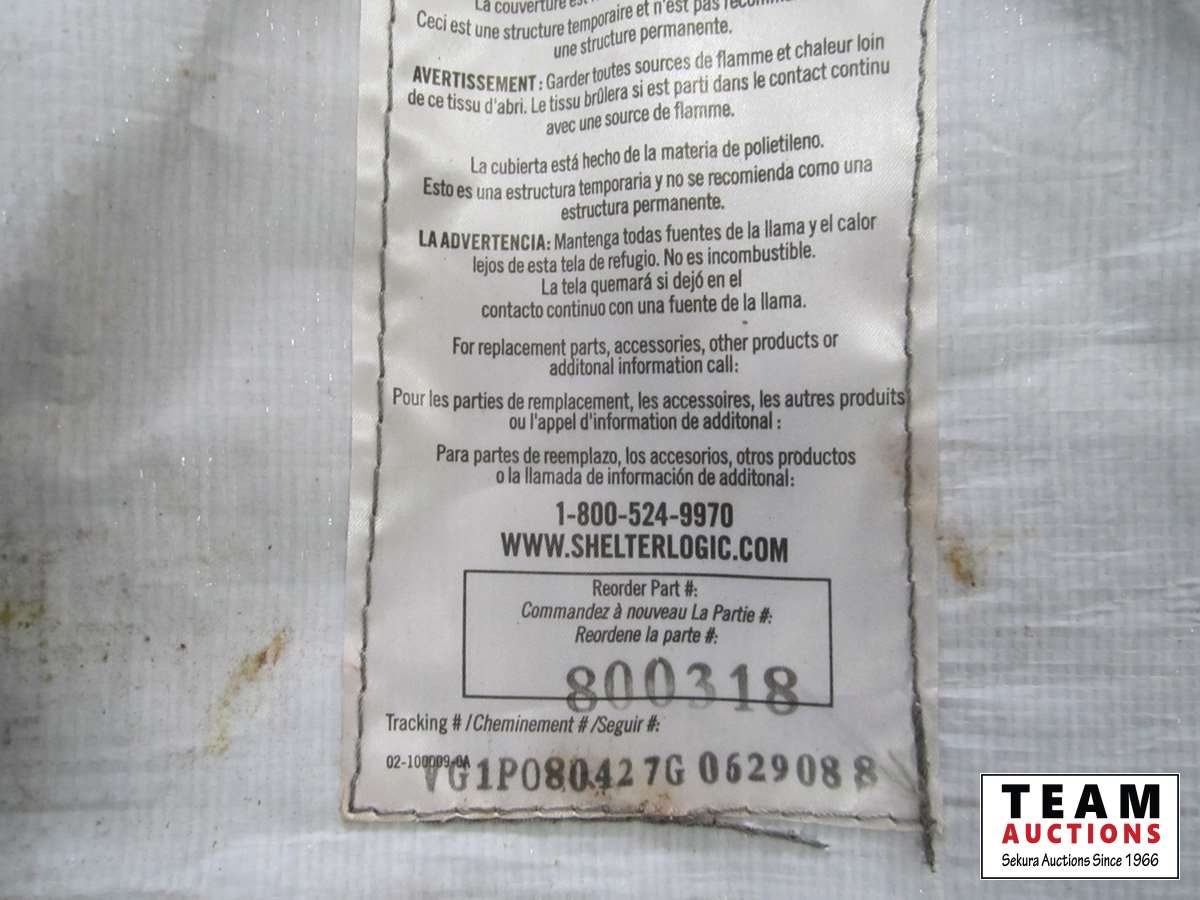 La couverture
Ceci est une structure temporaire et n'est pas
une structure permanente.
AVERTISSEMENT: Garder toutes sources de flamme et chaleur loin
de ce tissu d'abri. Le tissu brûlera si est parti dans le contact continu
avec une source de flamme.
La cubierta está hecho de la materia de polietileno.
Esto es una estructura temporaria y no se recomienda como una
estructura permanente.
LA ADVERTENCIA: Mantenga todas fuentes de la llama y el calor
lejos de esta tela de refugio. No es incombustible.
La tela quemará si dejó en el
contacto continuo con una fuente de la llama.
For replacement parts, accessories, other products or
additonal information call:
Pour les parties de remplacement, les accessoires, les autres produits
ou l'appel d'information de additonal :
Para partes de reemplazo, los accesorios, otros productos
o la llamada de información de additonal:
1-800-524-9970
WWW.SHELTERLOGIC.COM
Reorder Part #:
Commandez à nouveau La Partie #:
Reordene la parte #:
800318
Tracking # /Cheminement # /Seguir #:
02-100009-0A
VG1P080427G 0629088
TEAM
AUCTIONS
Sekura Auctions Since 1966